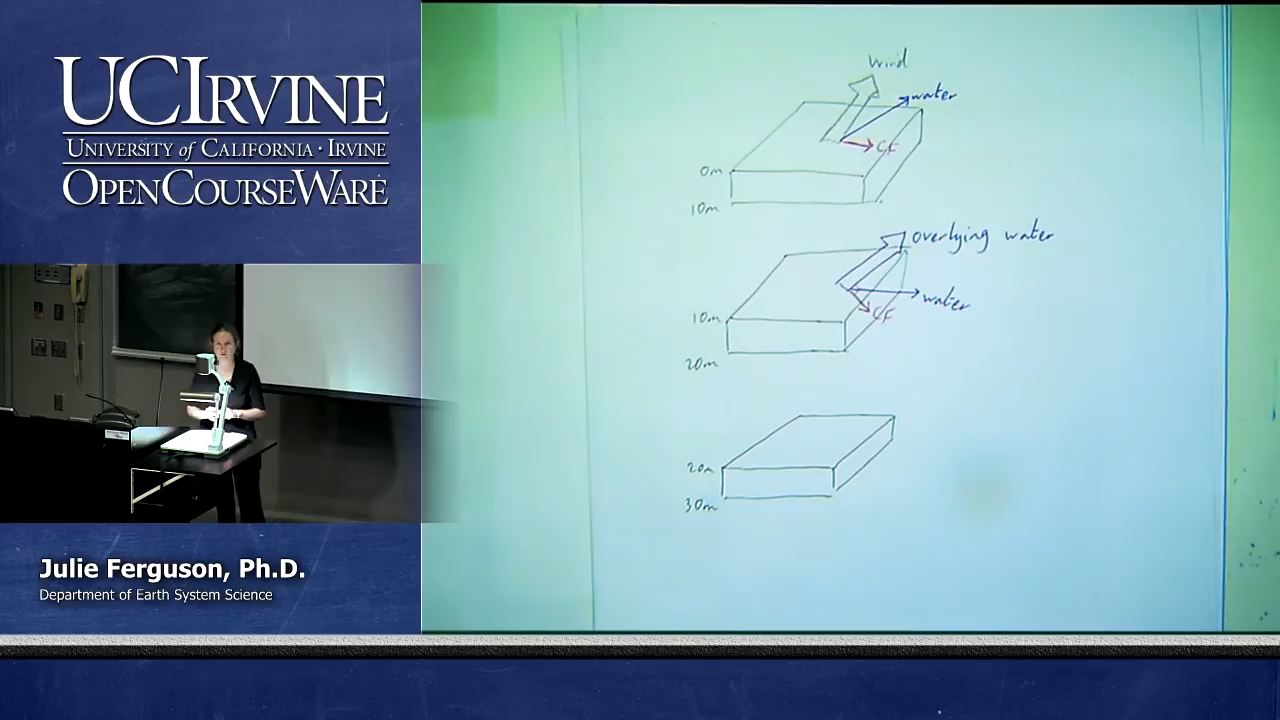 UCIRVINE
UNIVERSITY of CALIFORNIA · IRVINE
OPENCOURSEWARE
Julie Ferguson, Ph.D.
Department of Earth System Science
wind
water
CF
0m
10m
overlying water
water
CF
10m
20m
20m
30m